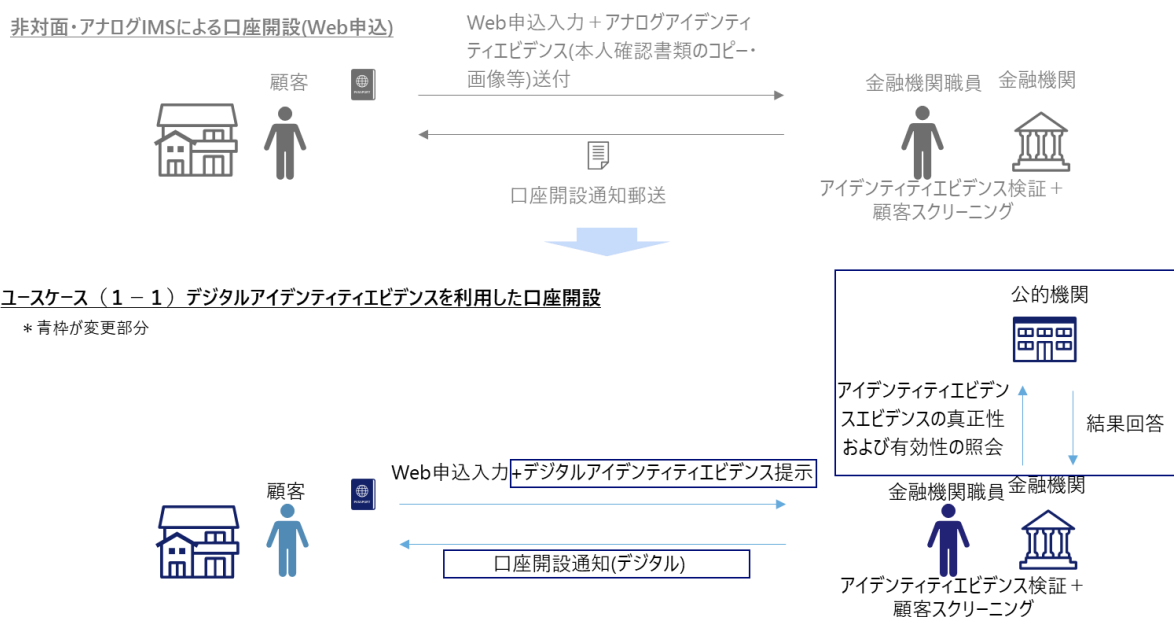 非対面・アナログIMSによる口座開設(Web申込)
Web申込入力＋アナログアイデンティ
ティエビデンス(本人確認書類のコピー・
画像等)送付
顧客
金融機関職員
金融機関
口座開設通知郵送
アイデンティティエビデンス検証＋
顧客スクリーニング
ユースケース（１－１）デジタルアイデンティティエビデンスを利用した口座開設
＊青枠が変更部分
公的機関
アイデンティティエビデン
スエビデンスの真正性
および有効性の照会
結果回答
Web申込入力+デジタルアイデンティティエビデンス提示
顧客
金融機関職員
金融機関
口座開設通知(デジタル)
アイデンティティエビデンス検証＋
顧客スクリーニング